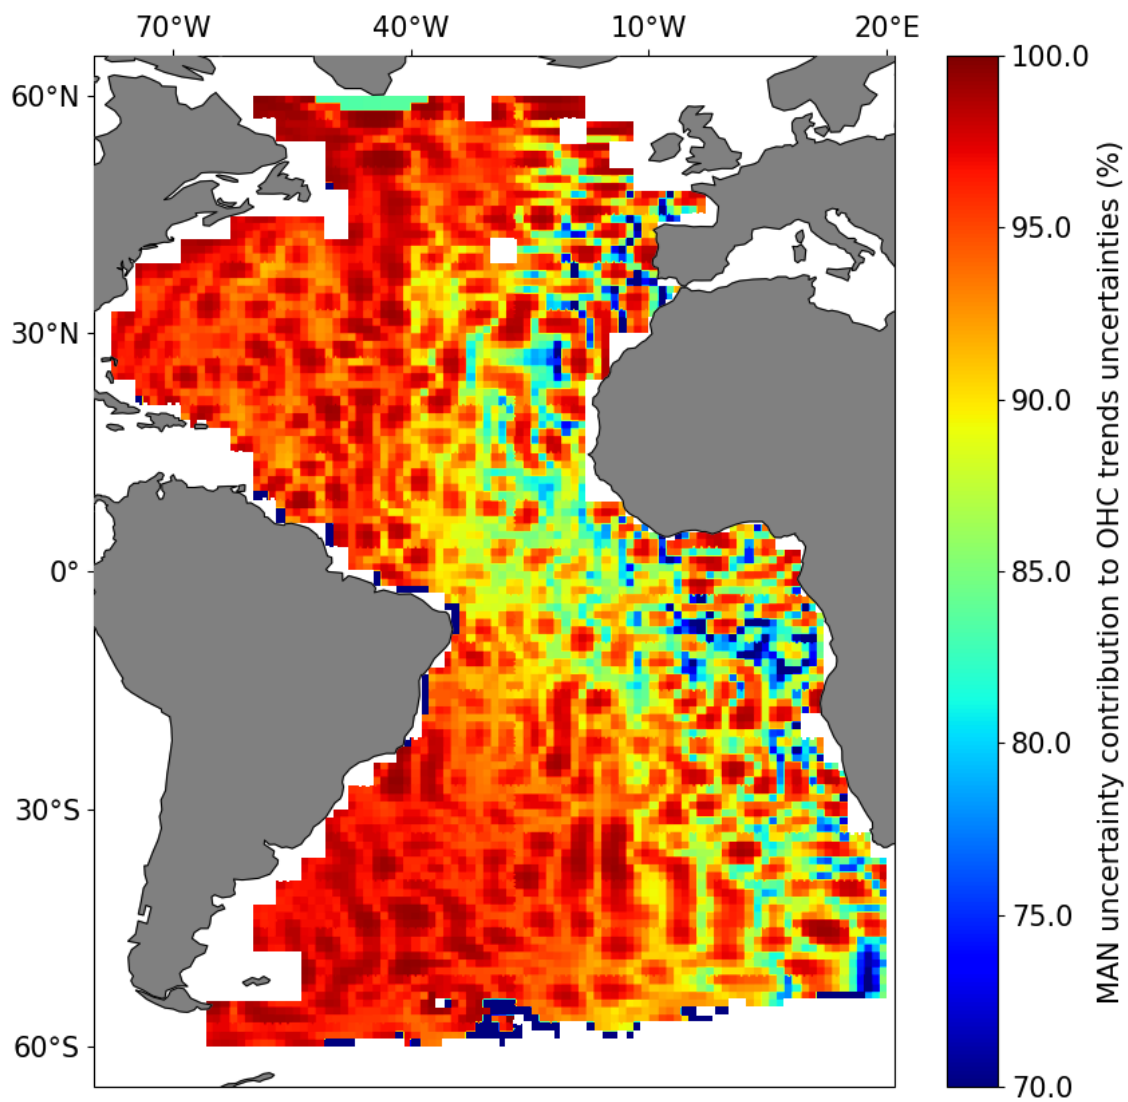 70°W 40°W 10°W 20°E
60°N
30°N
0°
30°S
60°S
100.0
95.0
90.0
85.0
80.0
75.0
70.0
MAN uncertainty contribution to OHC trends uncertainties (%)